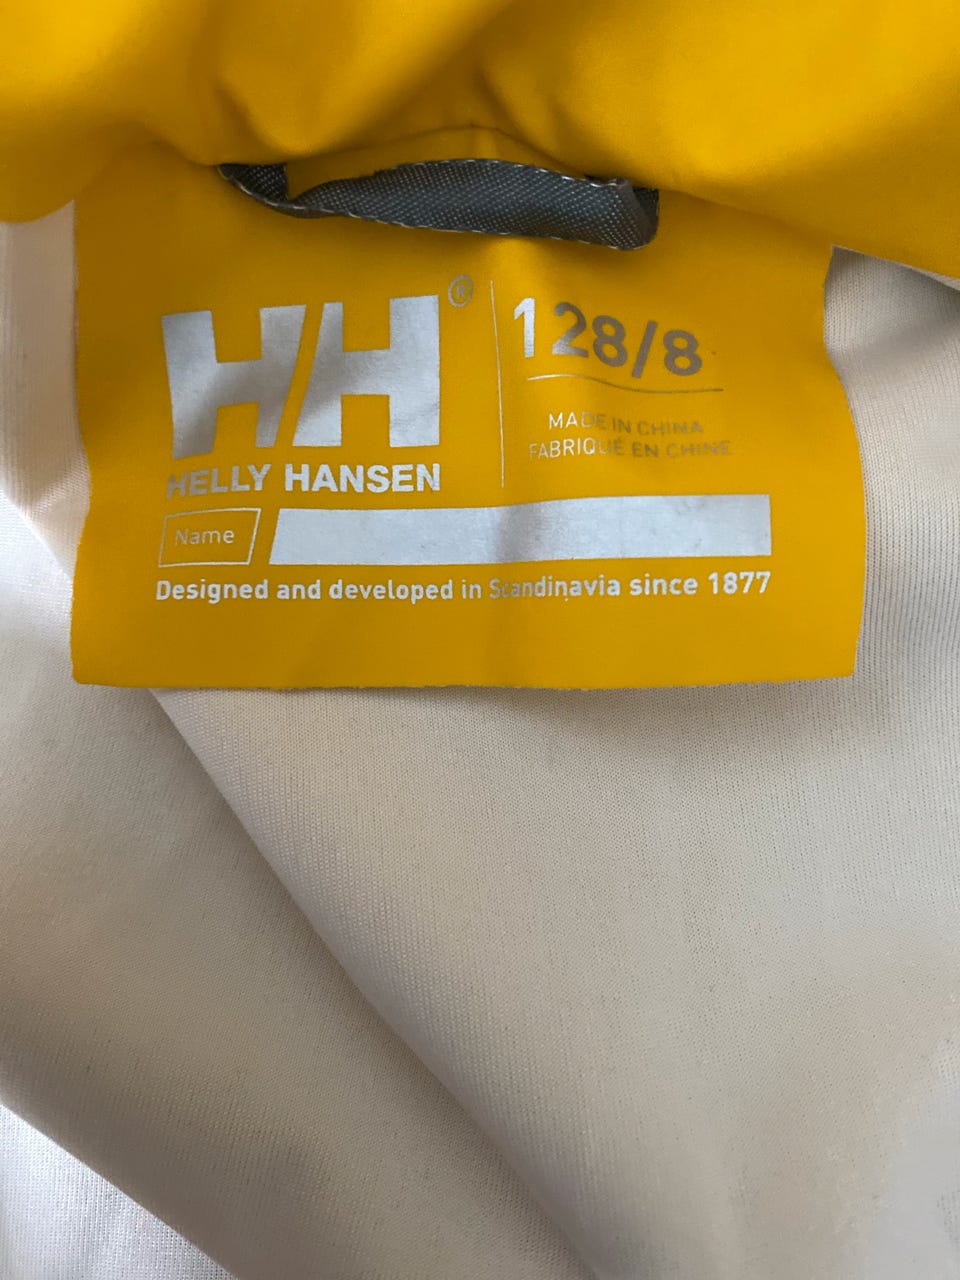 HH®
HELLY HANSEN
128/8
MADE IN CHINA
FABRIQUÉ EN CHINE
Name
Designed and developed in Scandinavia since 1877